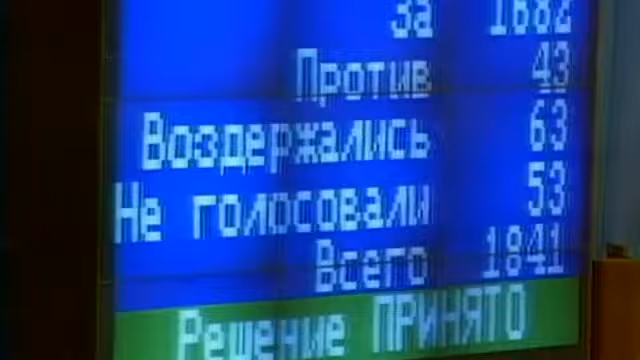 За 1682
Против 43
Воздержались 63
Не голосовали 53
Всего 1841
Решение ПРИНЯТО